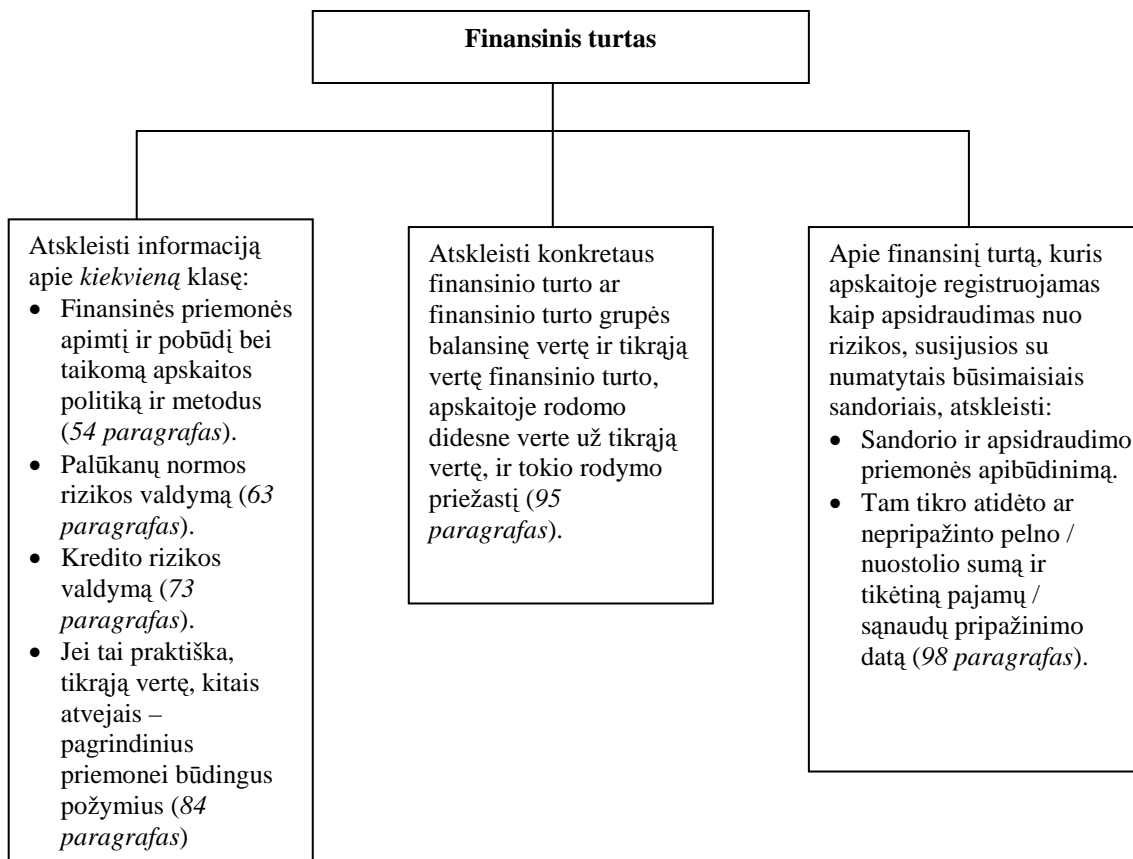 Finansinis turtas
Atskleisti informaciją
apie kiekvieną klasę:
• Finansinės priemonės
apimtį ir pobūdį bei
taikomą apskaitos
politiką ir metodus
(54 paragrafas).
• Palūkanų normos
rizikos valdymą (63
paragrafas).
• Kredito rizikos
valdymą (73
paragrafas).
• Jei tai praktiška,
tikrąją vertę, kitais
atvejais –
pagrindinius
priemonei būdingus
požymius (84
paragrafas)
Atskleisti konkretaus
finansinio turto ar
finansinio turto grupės
balansinę vertę ir tikrąją
vertę finansinio turto,
apskaitoje rodomo
didesne verte už tikrąją
vertę, ir tokio rodymo
priežastį (95
paragrafas).
Apie finansinį turtą, kuris
apskaitoje registruojamas
kaip apsidraudimas nuo
rizikos, susijusios su
numatytais būsimaisiais
sandoriais, atskleisti:
• Sandorio ir apsidraudimo
priemonės apibūdinimą.
• Tam tikro atidėto ar
nepripažinto pelno /
nuostolio sumą ir
tikėtiną pajamų /
sąnaudų pripažinimo
datą (98 paragrafas).